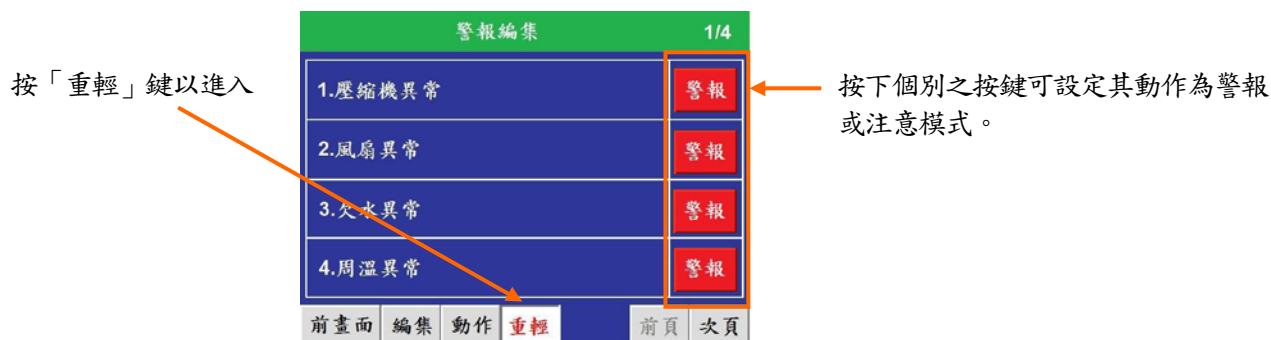 警報編集 1/4
按「重輕」鍵以進入
1.壓縮機異常 警報
按下個別之按鍵可設定其動作為警報
或注意模式。
2.風扇異常 警報
3.欠水異常 警報
4.周溫異常 警報
前畫面 編集 動作 重輕 前頁 次頁